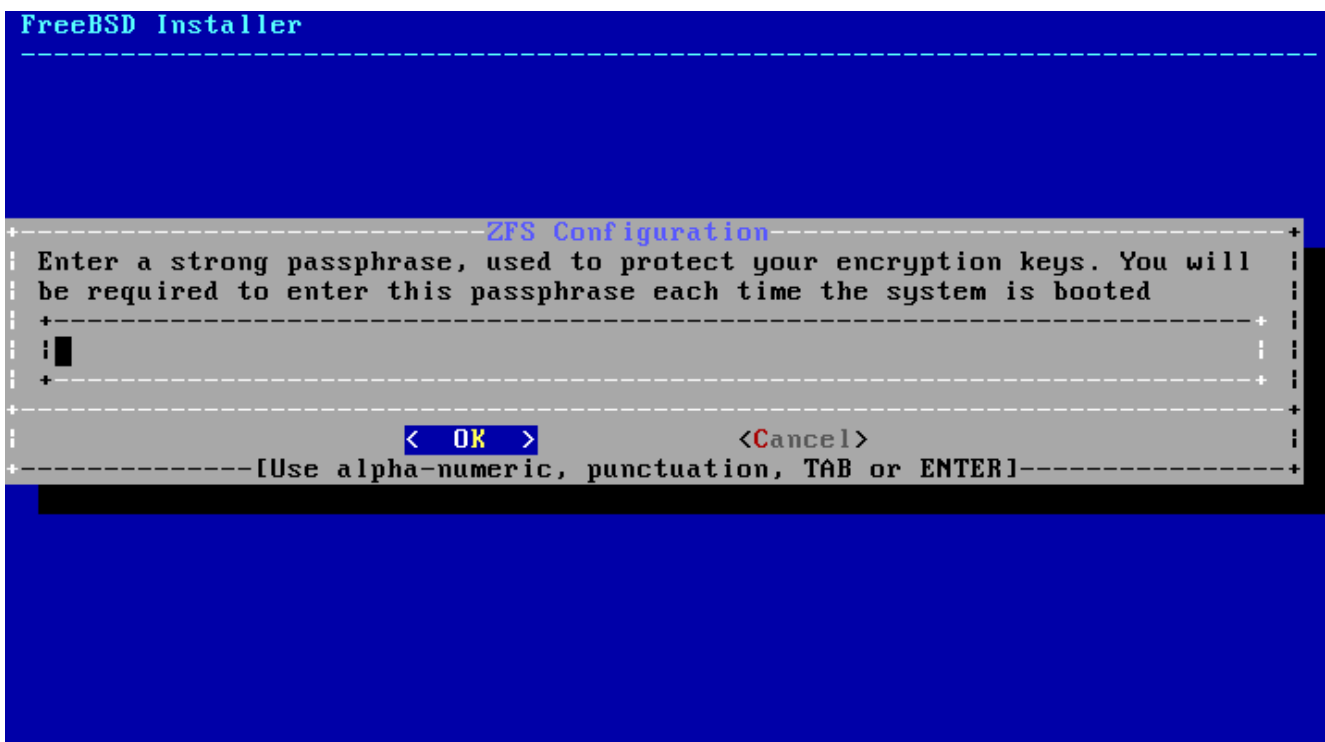 FreeBSD Installer
ZFS Configuration
Enter a strong passphrase, used to protect your encryption keys. You will
be required to enter this passphrase each time the system is booted
< OK > <Cancel>
[Use alpha-numeric, punctuation, TAB or ENTER]